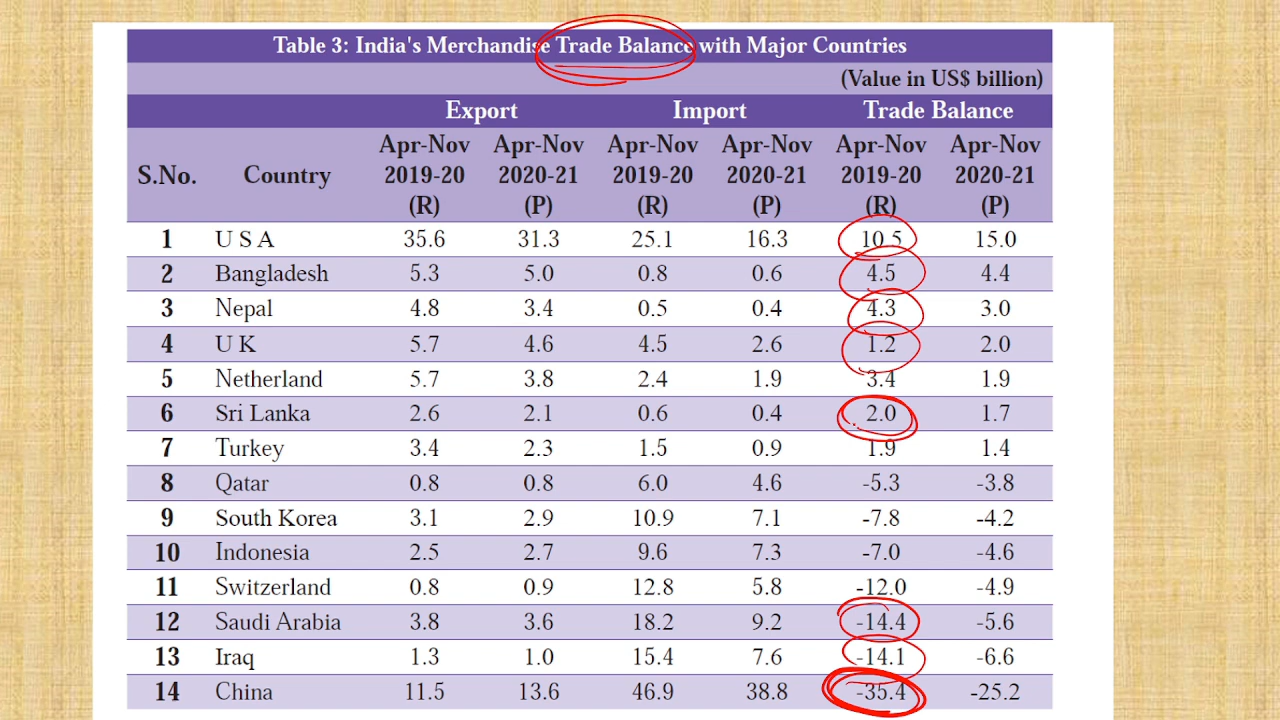 Table 3: India's Merchandise Trade Balance with Major Countries
(Value in US$ billion)
Export Import Trade Balance
S.No. Country Apr-Nov 2019-20 (R) Apr-Nov 2020-21 (P) Apr-Nov 2019-20 (R) Apr-Nov 2020-21 (P) Apr-Nov 2019-20 (R) Apr-Nov 2020-21 (P)
1 U S A 35.6 31.3 25.1 16.3 10.5 15.0
2 Bangladesh 5.3 5.0 0.8 0.6 4.5 4.4
3 Nepal 4.8 3.4 0.5 0.4 4.3 3.0
4 U K 5.7 4.6 4.5 2.6 1.2 2.0
5 Netherland 5.7 3.8 2.4 1.9 3.4 1.9
6 Sri Lanka 2.6 2.1 0.6 0.4 2.0 1.7
7 Turkey 3.4 2.3 1.5 0.9 1.9 1.4
8 Qatar 0.8 0.8 6.0 4.6 -5.3 -3.8
9 South Korea 3.1 2.9 10.9 7.1 -7.8 -4.2
10 Indonesia 2.5 2.7 9.6 7.3 -7.0 -4.6
11 Switzerland 0.8 0.9 12.8 5.8 -12.0 -4.9
12 Saudi Arabia 3.8 3.6 18.2 9.2 -14.4 -5.6
13 Iraq 1.3 1.0 15.4 7.6 -14.1 -6.6
14 China 11.5 13.6 46.9 38.8 -35.4 -25.2